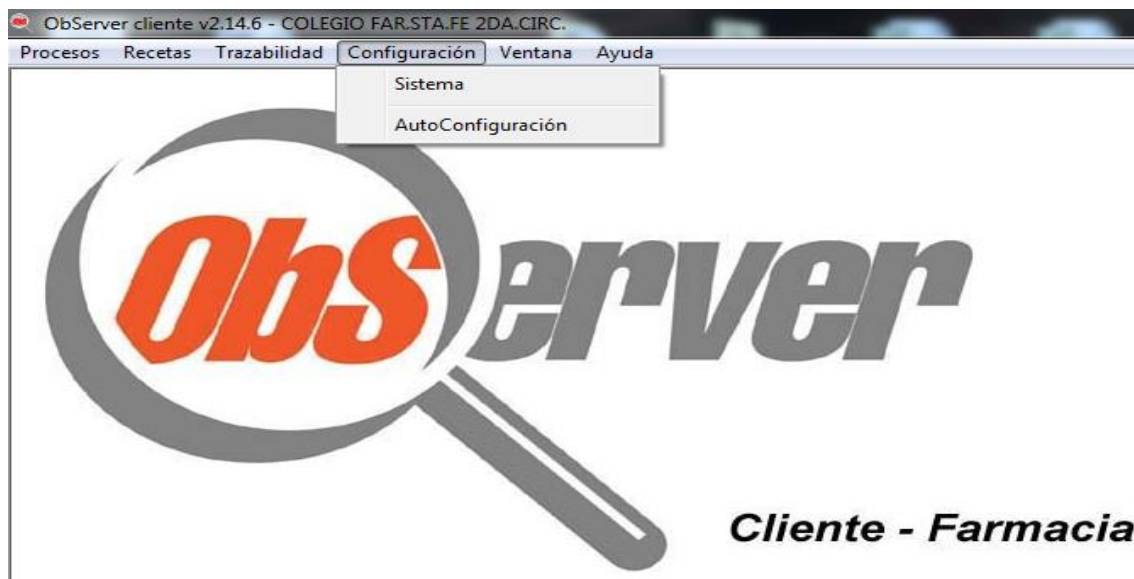 ObServer cliente v2.14.6 - COLEGIO FAR.STA.FE 2DA.CIRC.
Procesos Recetas Trazabilidad Configuración Ventana Ayuda
Sistema
AutoConfiguración
ObServer
Cliente - Farmacia